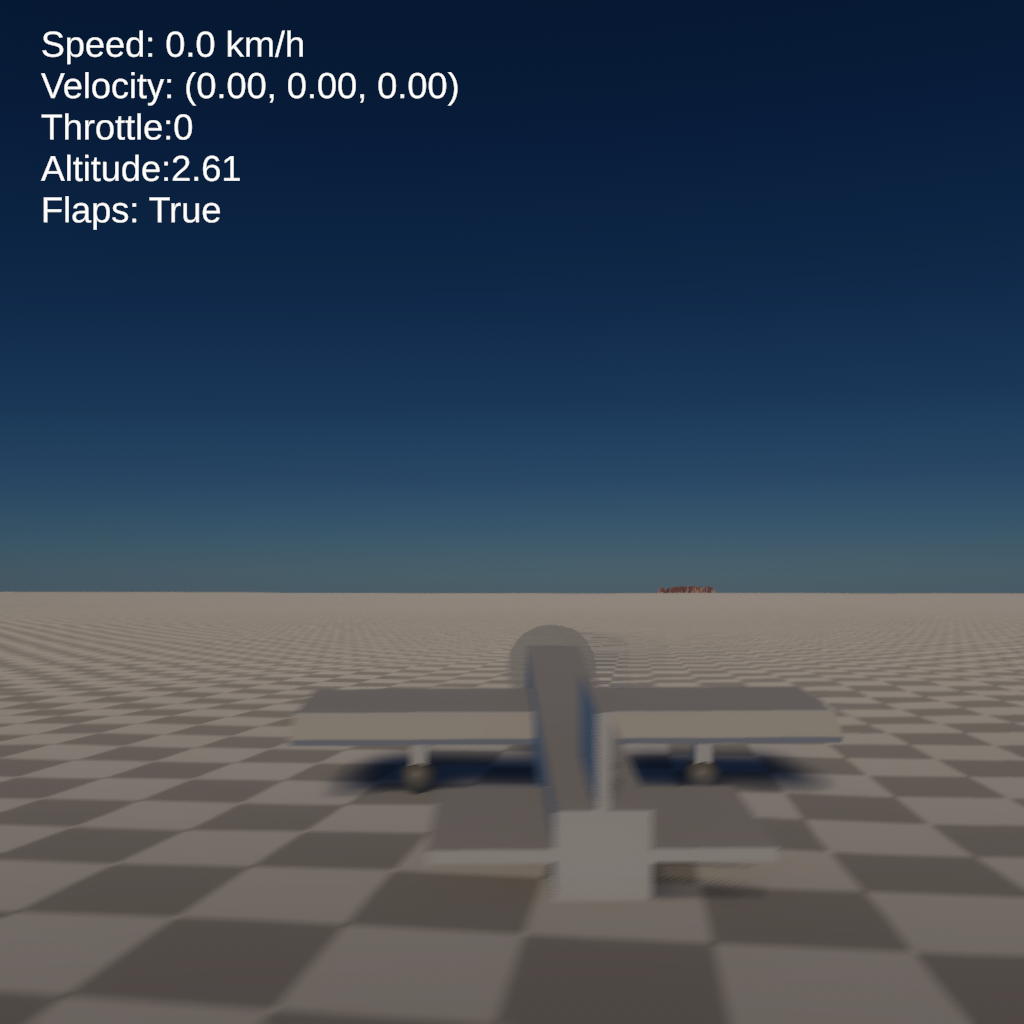 Speed: 0.0 km/h
Velocity: (0.00, 0.00, 0.00)
Throttle:0
Altitude:2.61
Flaps: True